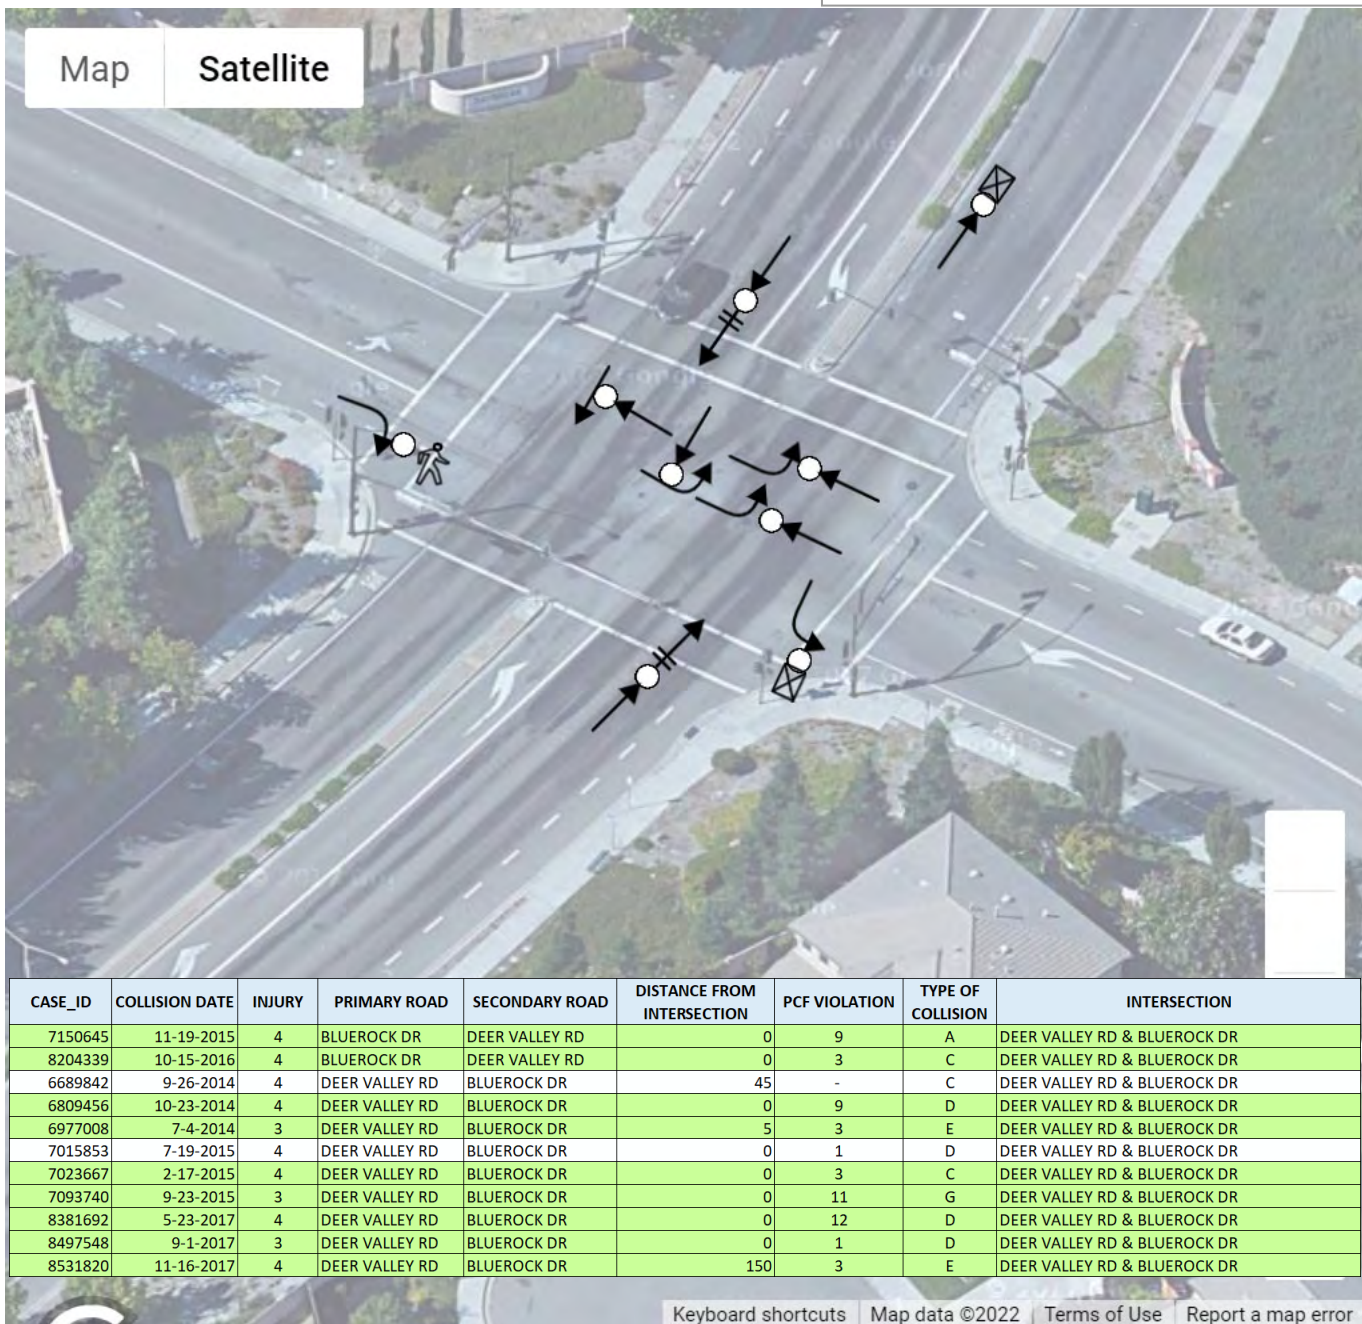 Map Satellite
CASE_ID COLLISION DATE INJURY PRIMARY ROAD SECONDARY ROAD DISTANCE FROM INTERSECTION PCF VIOLATION TYPE OF COLLISION INTERSECTION
7150645 11-19-2015 4 BLUEROCK DR DEER VALLEY RD 0 9 A DEER VALLEY RD & BLUEROCK DR
8204339 10-15-2016 4 BLUEROCK DR DEER VALLEY RD 0 3 C DEER VALLEY RD & BLUEROCK DR
6689842 9-26-2014 4 DEER VALLEY RD BLUEROCK DR 45 - C DEER VALLEY RD & BLUEROCK DR
6809456 10-23-2014 4 DEER VALLEY RD BLUEROCK DR 0 9 D DEER VALLEY RD & BLUEROCK DR
6977008 7-4-2014 3 DEER VALLEY RD BLUEROCK DR 5 3 E DEER VALLEY RD & BLUEROCK DR
7015853 7-19-2015 4 DEER VALLEY RD BLUEROCK DR 0 1 D DEER VALLEY RD & BLUEROCK DR
7023667 2-17-2015 4 DEER VALLEY RD BLUEROCK DR 0 3 C DEER VALLEY RD & BLUEROCK DR
7093740 9-23-2015 3 DEER VALLEY RD BLUEROCK DR 0 11 G DEER VALLEY RD & BLUEROCK DR
8381692 5-23-2017 4 DEER VALLEY RD BLUEROCK DR 0 12 D DEER VALLEY RD & BLUEROCK DR
8497548 9-1-2017 3 DEER VALLEY RD BLUEROCK DR 0 1 D DEER VALLEY RD & BLUEROCK DR
8531820 11-16-2017 4 DEER VALLEY RD BLUEROCK DR 150 3 E DEER VALLEY RD & BLUEROCK DR
Keyboard shortcuts Map data ©2022 Terms of Use Report a map error